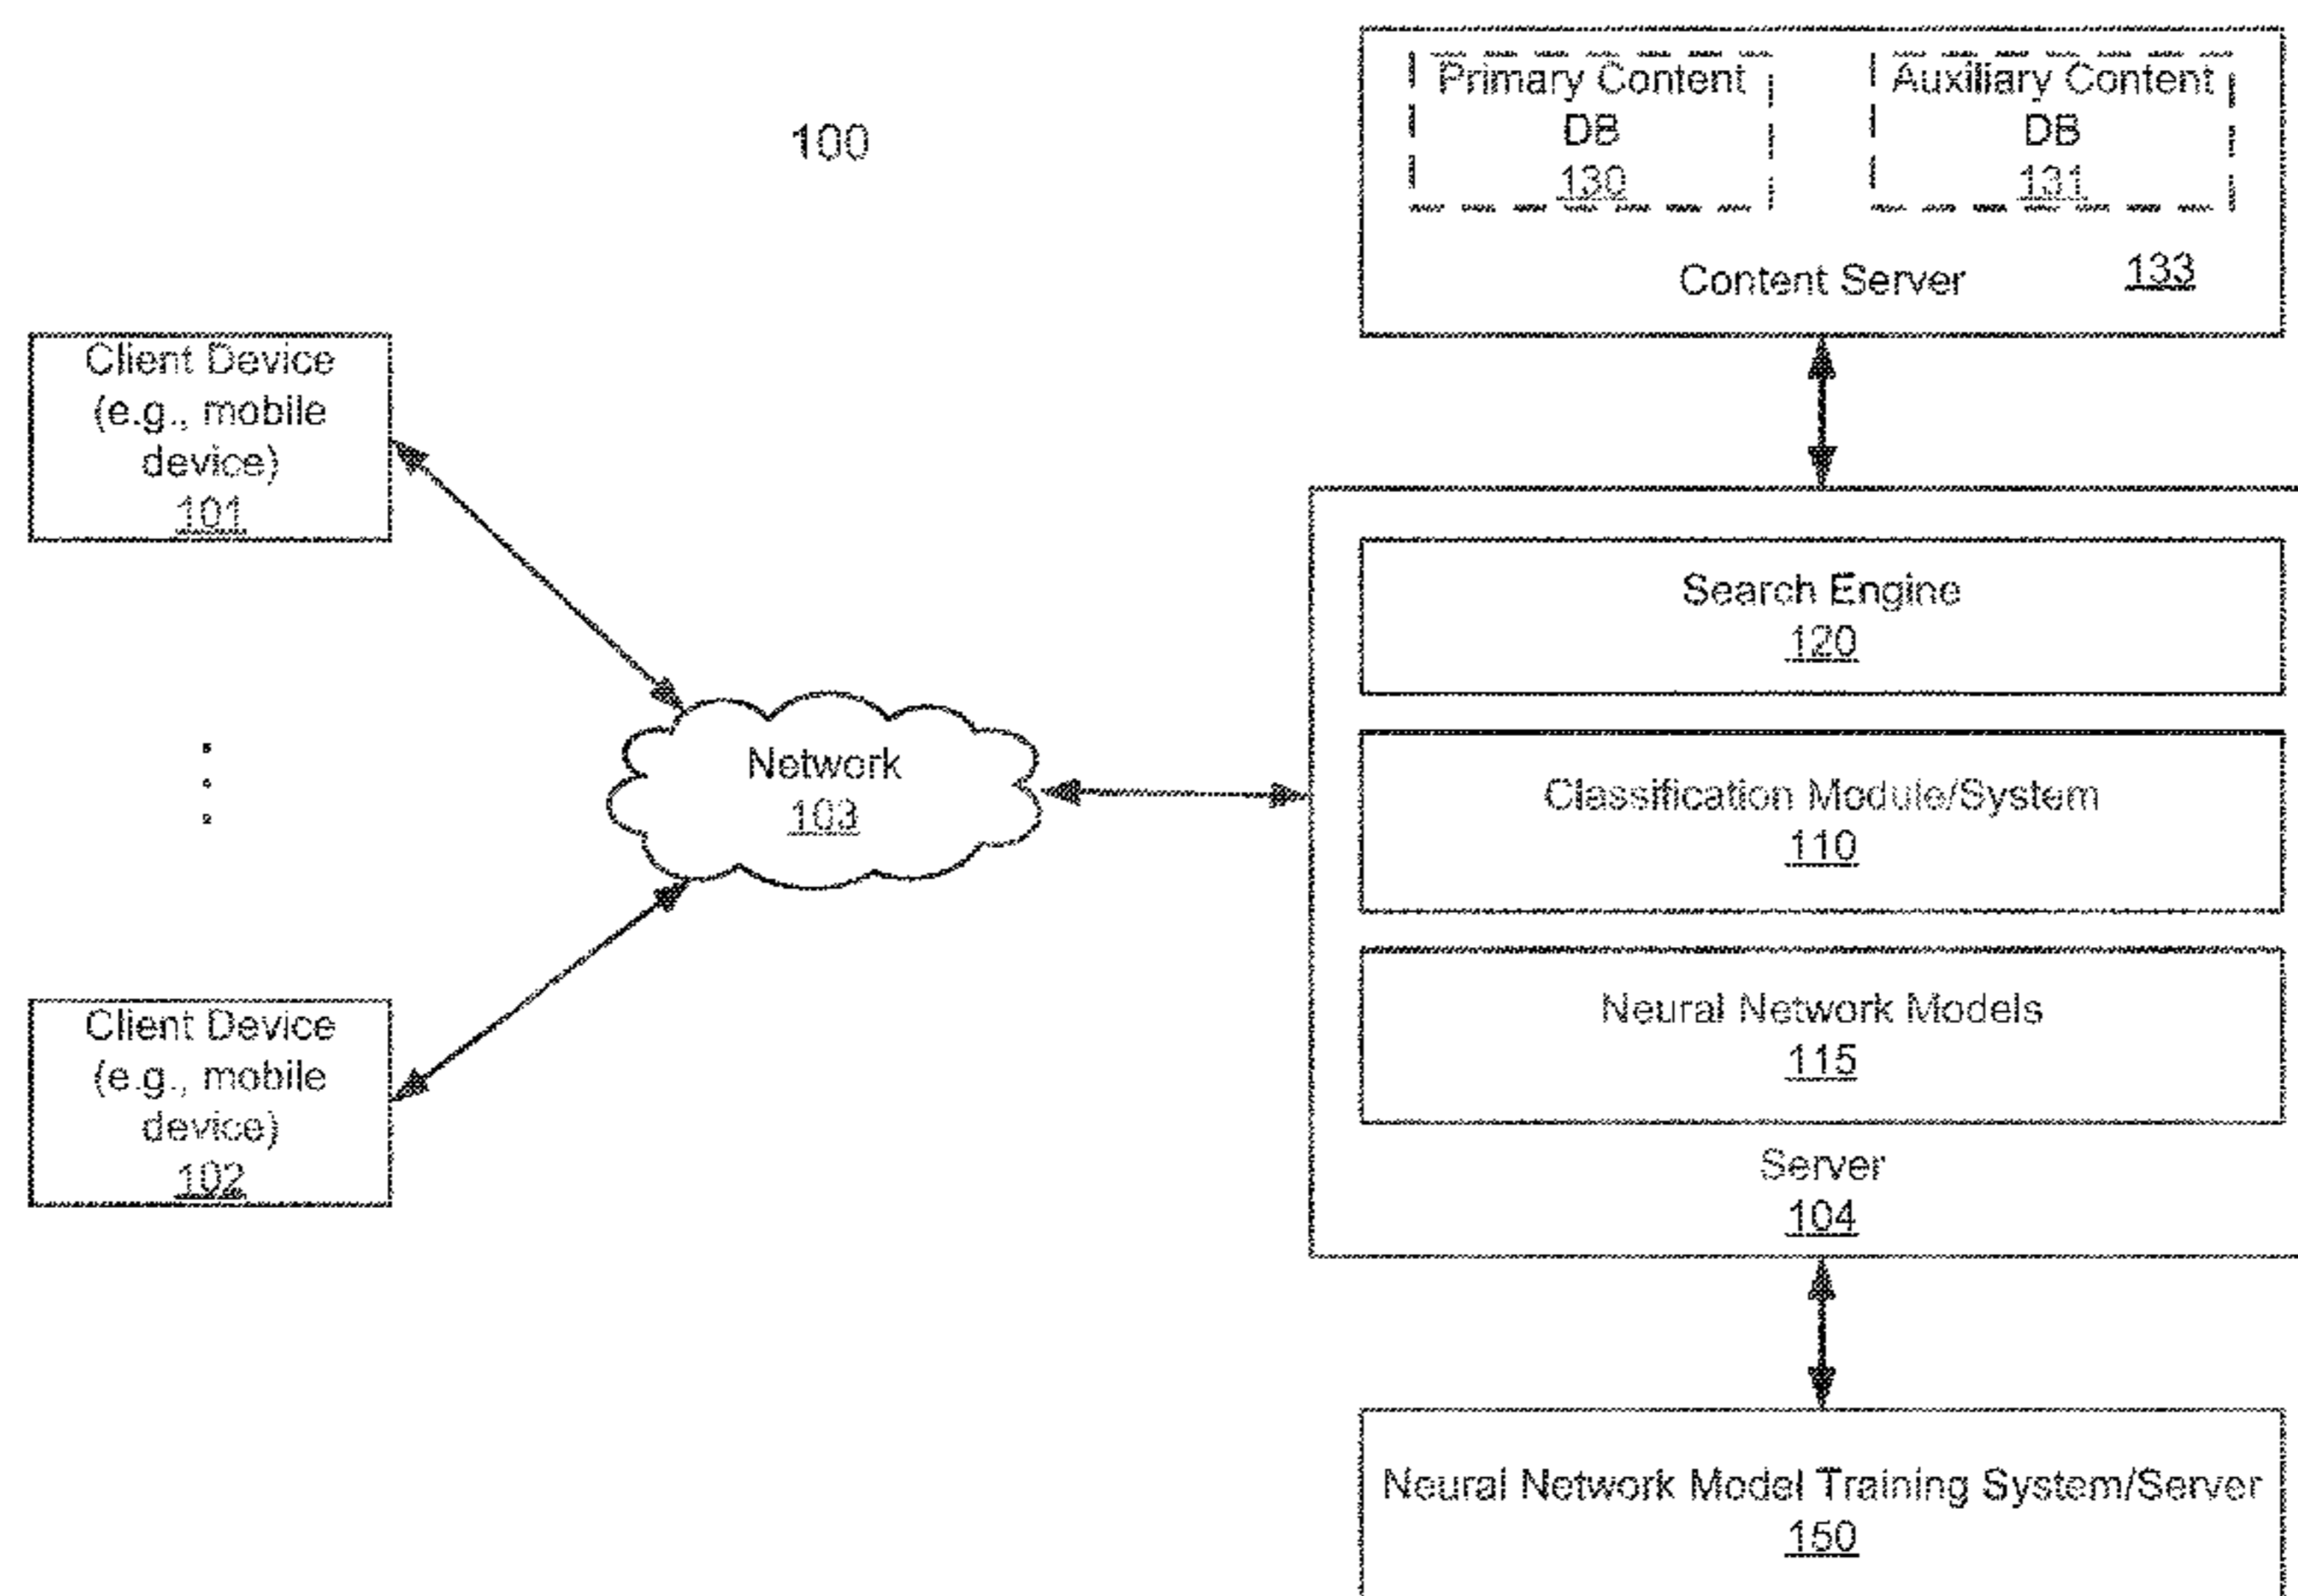 100
Primary Content
DB
130
Auxiliary Content
DB
131
Content Server
133
Client Device
(e.g., mobile
device)
101
Search Engine
120
Network
103
Classification Module/System
110
Neural Network Models
115
Client Device
(e.g., mobile
device)
102
Server
104
Neural Network Model Training System/Server
150